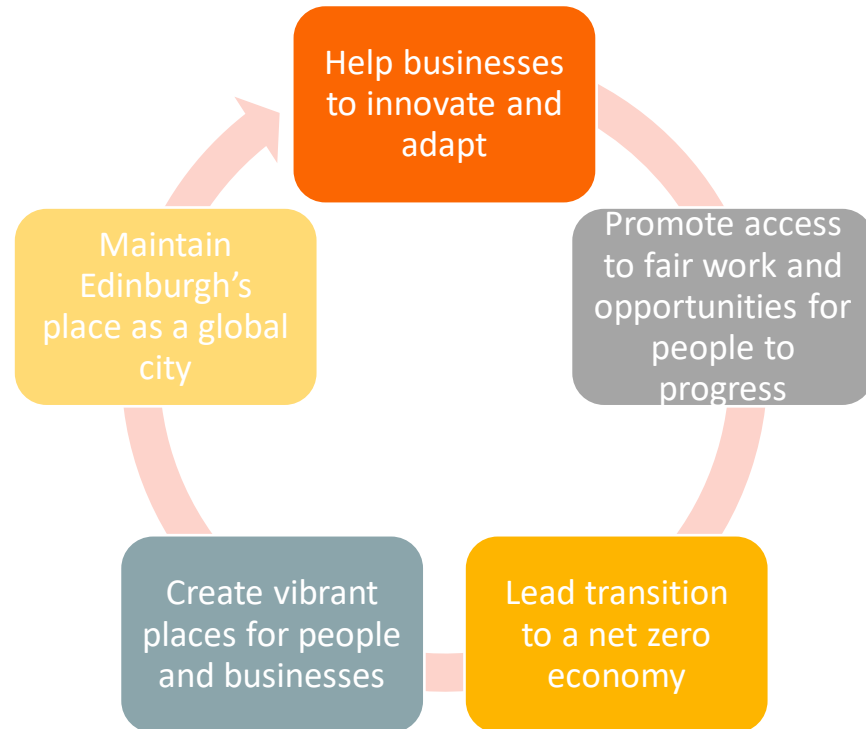 Help businesses
to innovate and
adapt
Promote access
to fair work and
opportunities for
people to
progress
Lead transition
to a net zero
economy
Create vibrant
places for people
and businesses
Maintain
Edinburgh’s
place as a global
city